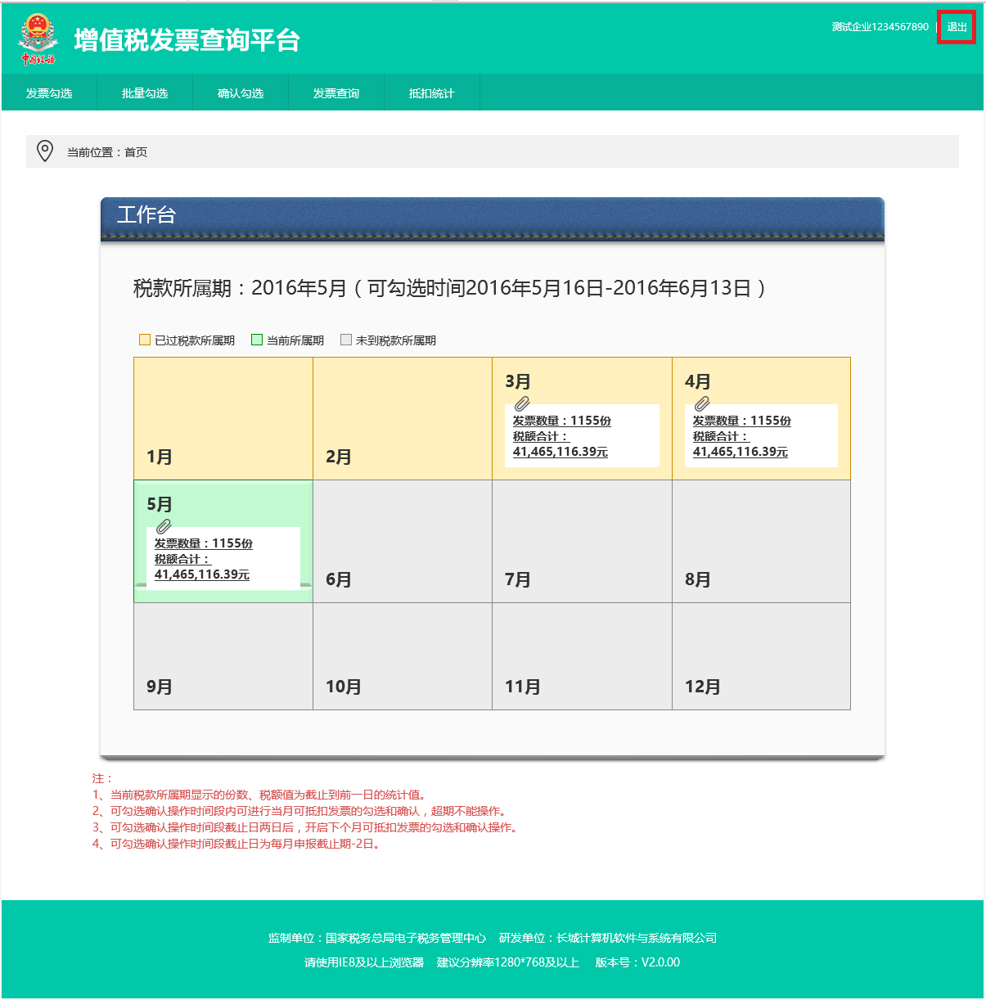 增值税发票查询平台
测试企业1234567890 | 退出
中国税务
发票勾选 批量勾选 确认勾选 发票查询 抵扣统计
当前位置：首页
工作台
税款所属期：2016年5月（可勾选时间2016年5月16日-2016年6月13日）
已过税款所属期 当前所属期 未到税款所属期
1月
2月
3月
发票数量：1155份
税额合计：
41,465,116.39元
4月
发票数量：1155份
税额合计：
41,465,116.39元
5月
发票数量：1155份
税额合计：
41,465,116.39元
6月
7月
8月
9月
10月
11月
12月
注：
1、当前税款所属期显示的份数、税额值为截止到前一日的统计值。
2、可勾选确认操作时间段内可进行当月可抵扣发票的勾选和确认，超期不能操作。
3、可勾选确认操作时间段截止日两日后，开启下个月可抵扣发票的勾选和确认操作。
4、可勾选确认操作时间段截止日为每月申报截止期-2日。
监制单位：国家税务总局电子税务管理中心 研发单位：长城计算机软件与系统有限公司
请使用IE8及以上浏览器 建议分辨率1280*768及以上 版本号：V2.0.00